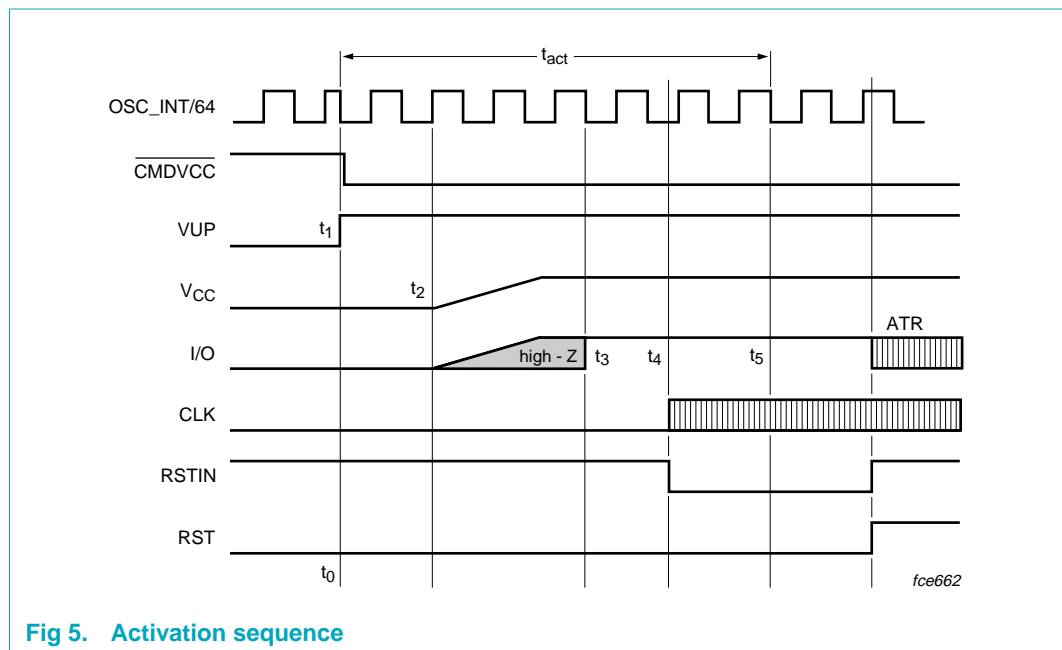 tact
OSC_INT/64
CMDVCC
VUP
t1
VCC
t2
ATR
I/O
high - Z
t3
t4
t5
CLK
RSTIN
RST
t0
fce662
Fig 5. Activation sequence